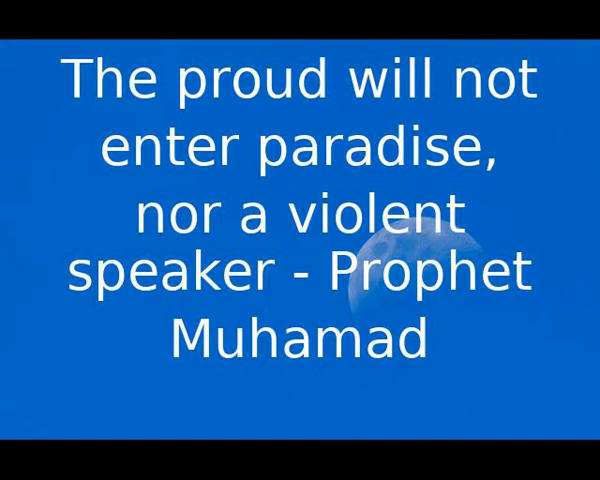 The proud will not
enter paradise,
nor a violent
speaker - Prophet
Muhamad